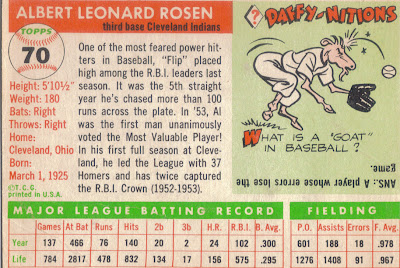 ALBERT LEONARD ROSEN
third base Cleveland Indians
TOPPS
70
Height: 5'10½"
Weight: 180
Bats: Right
Throws: Right
Home:
Cleveland, Ohio
Born:
March 1, 1925
© T. C. G.
printed in U.S.A.
One of the most feared power hit-
ters in Baseball, "Flip" placed
high among the R.B.I. leaders last
season. It was the 5th straight
year he's chased more than 100
runs across the plate. In '53, Al
was the first man unanimously
voted the Most Valuable Player!
In his first full season at Cleve-
land, he led the League with 37
Homers and has twice captured
the R.B.I. Crown (1952-1953).
? DAFFY-NITIONS
WHAT IS A "GOAT"
IN BASEBALL?
ANS.: A player whose errors lose the
game.
MAJOR LEAGUE BATTING RECORD FIELDING
Games At Bat Runs Hits 2b 3b H.R. R.B.I. B. Avg. P.O. Assists Errors F. Avg.
Year 137 466 76 140 20 2 24 102 .300 601 188 18 .978
Life 784 2817 478 832 134 17 156 575 .295 1276 1408 91 .967